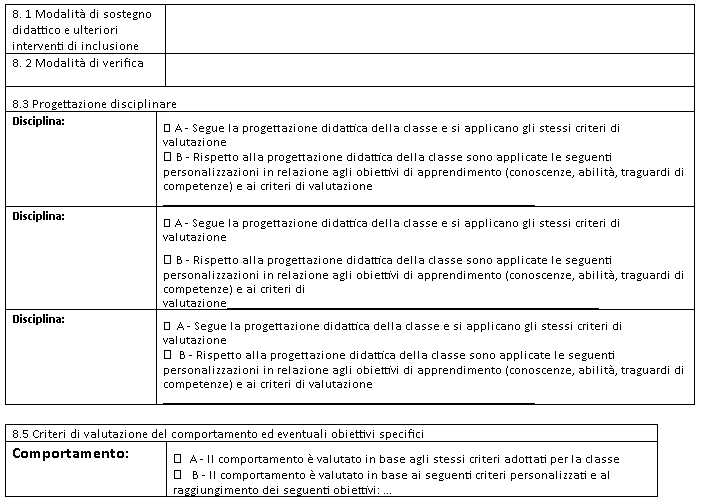 8. 1 Modalità di sostegno
didattico e ulteriori
interventi di inclusione
8. 2 Modalità di verifica
8.3 Progettazione disciplinare
Disciplina:
☐ A - Segue la progettazione didattica della classe e si applicano gli stessi criteri di
valutazione
☐ B - Rispetto alla progettazione didattica della classe sono applicate le seguenti
personalizzazioni in relazione agli obiettivi di apprendimento (conoscenze, abilità, traguardi di
competenze) e ai criteri di valutazione
Disciplina:
☐ A - Segue la progettazione didattica della classe e si applicano gli stessi criteri di
valutazione
☐ B - Rispetto alla progettazione didattica della classe sono applicate le seguenti
personalizzazioni in relazione agli obiettivi di apprendimento (conoscenze, abilità, traguardi di
competenze) e ai criteri di
valutazione
Disciplina:
☐ A - Segue la progettazione didattica della classe e si applicano gli stessi criteri di
valutazione
☐ B - Rispetto alla progettazione didattica della classe sono applicate le seguenti
personalizzazioni in relazione agli obiettivi di apprendimento (conoscenze, abilità, traguardi di
competenze) e ai criteri di valutazione
8.5 Criteri di valutazione del comportamento ed eventuali obiettivi specifici
Comportamento:
☐ A - Il comportamento è valutato in base agli stessi criteri adottati per la classe
☐ B - Il comportamento è valutato in base ai seguenti criteri personalizzati e al
raggiungimento dei seguenti obiettivi: ...